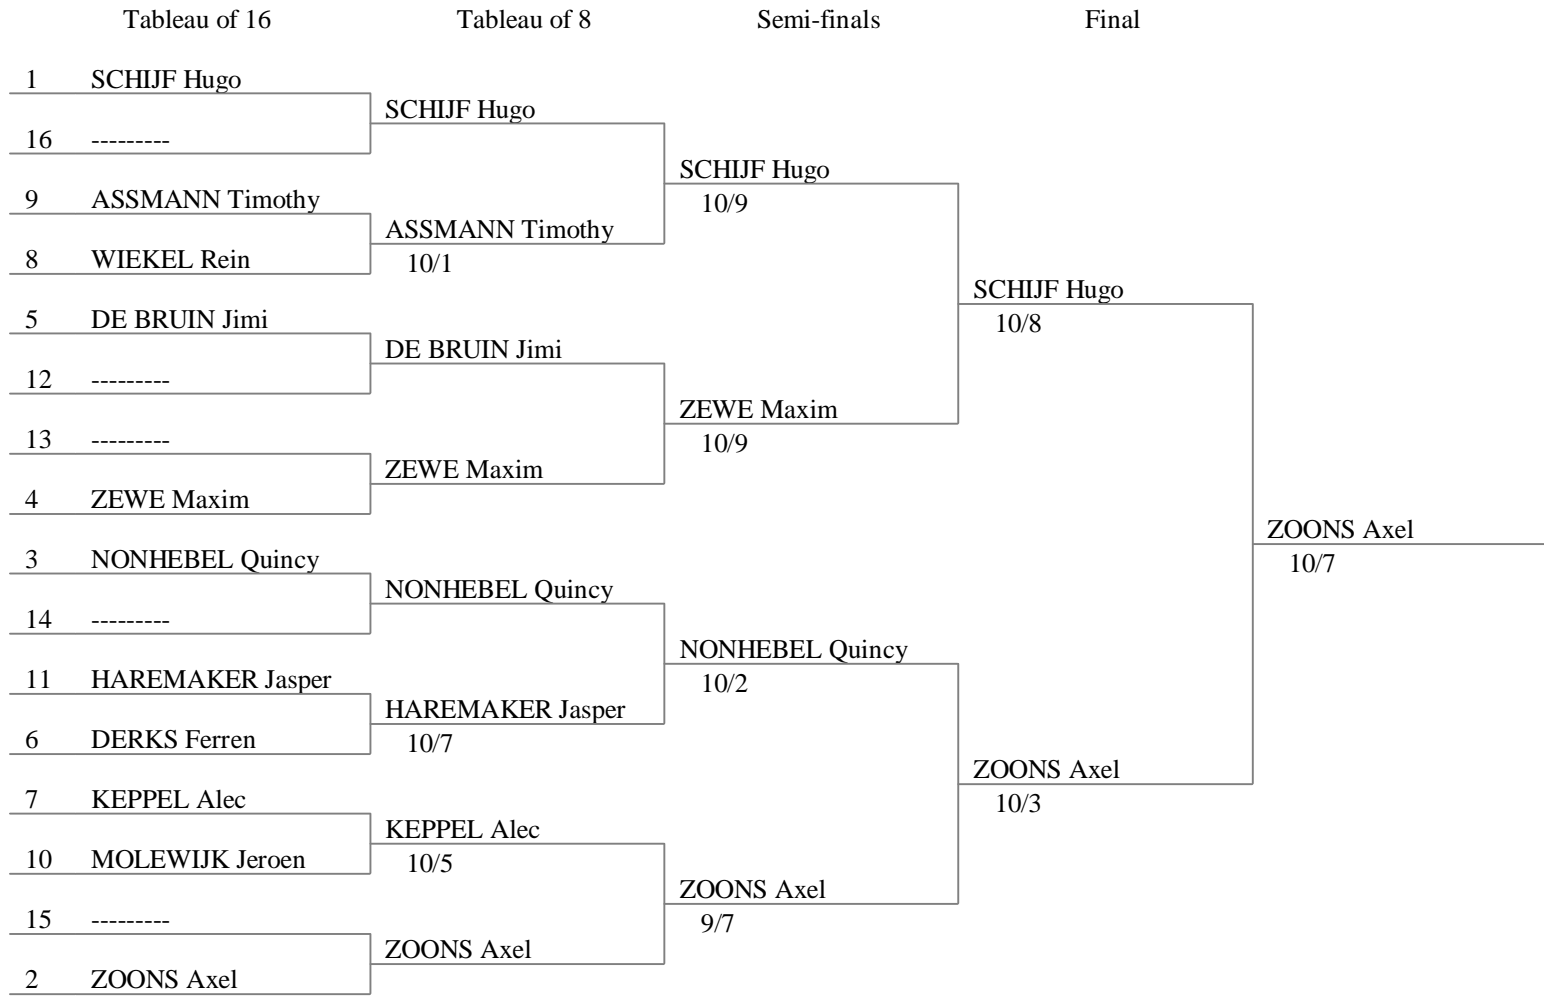 Tableau of 16 Tableau of 8 Semi-finals Final
1 SCHIJF Hugo
SCHIJF Hugo
16 ---------
SCHIJF Hugo
9 ASSMANN Timothy
10/9
ASSMANN Timothy
8 WIEKEL Rein
10/1
SCHIJF Hugo
5 DE BRUIN Jimi
10/8
DE BRUIN Jimi
12 ---------
ZEWE Maxim
13 ---------
10/9
ZEWE Maxim
4 ZEWE Maxim
ZOONS Axel
3 NONHEBEL Quincy
10/7
NONHEBEL Quincy
14 ---------
NONHEBEL Quincy
11 HAREMAKER Jasper
10/2
HAREMAKER Jasper
6 DERKS Ferren
10/7
ZOONS Axel
7 KEPPEL Alec
10/3
KEPPEL Alec
10 MOLEWIJK Jeroen
10/5
ZOONS Axel
15 ---------
9/7
ZOONS Axel
2 ZOONS Axel